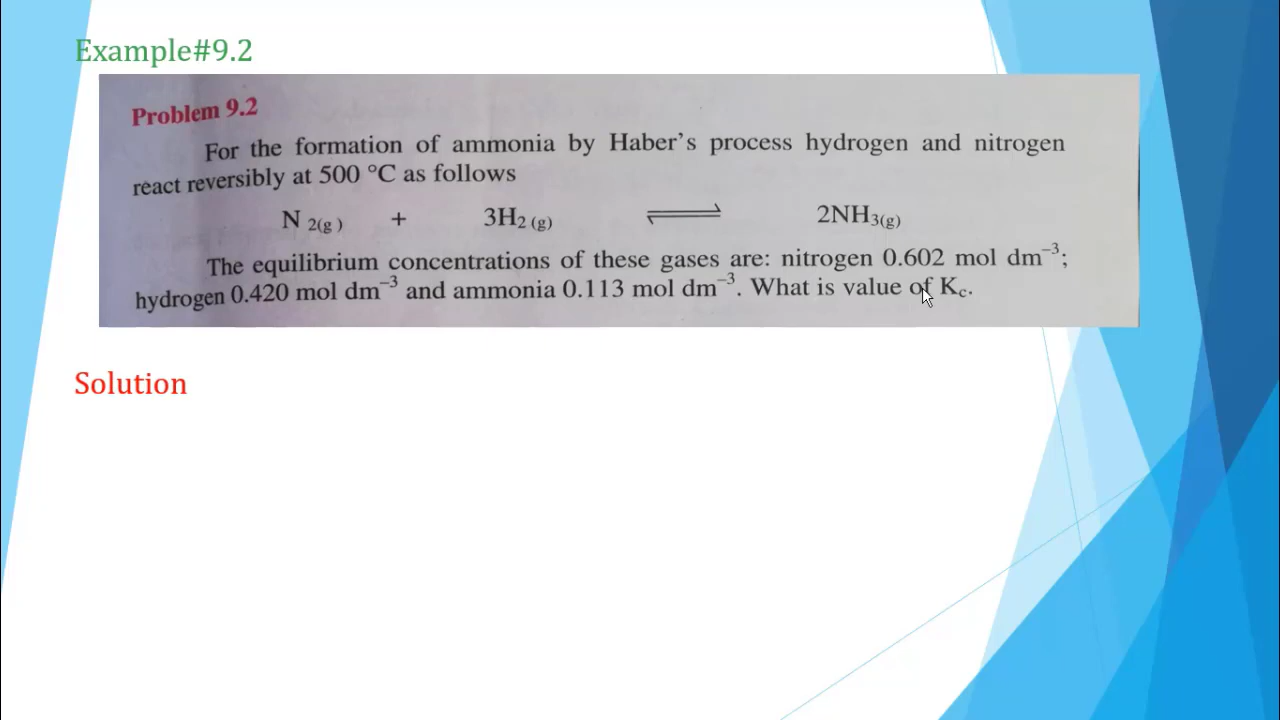 Example#9.2
Problem 9.2
For the formation of ammonia by Haber's process hydrogen and nitrogen
react reversibly at 500 °C as follows
N 2(g ) + 3H2 (g) ⇌ 2NH3(g)
The equilibrium concentrations of these gases are: nitrogen 0.602 mol dm⁻³;
hydrogen 0.420 mol dm⁻³ and ammonia 0.113 mol dm⁻³. What is value of Kc.
Solution